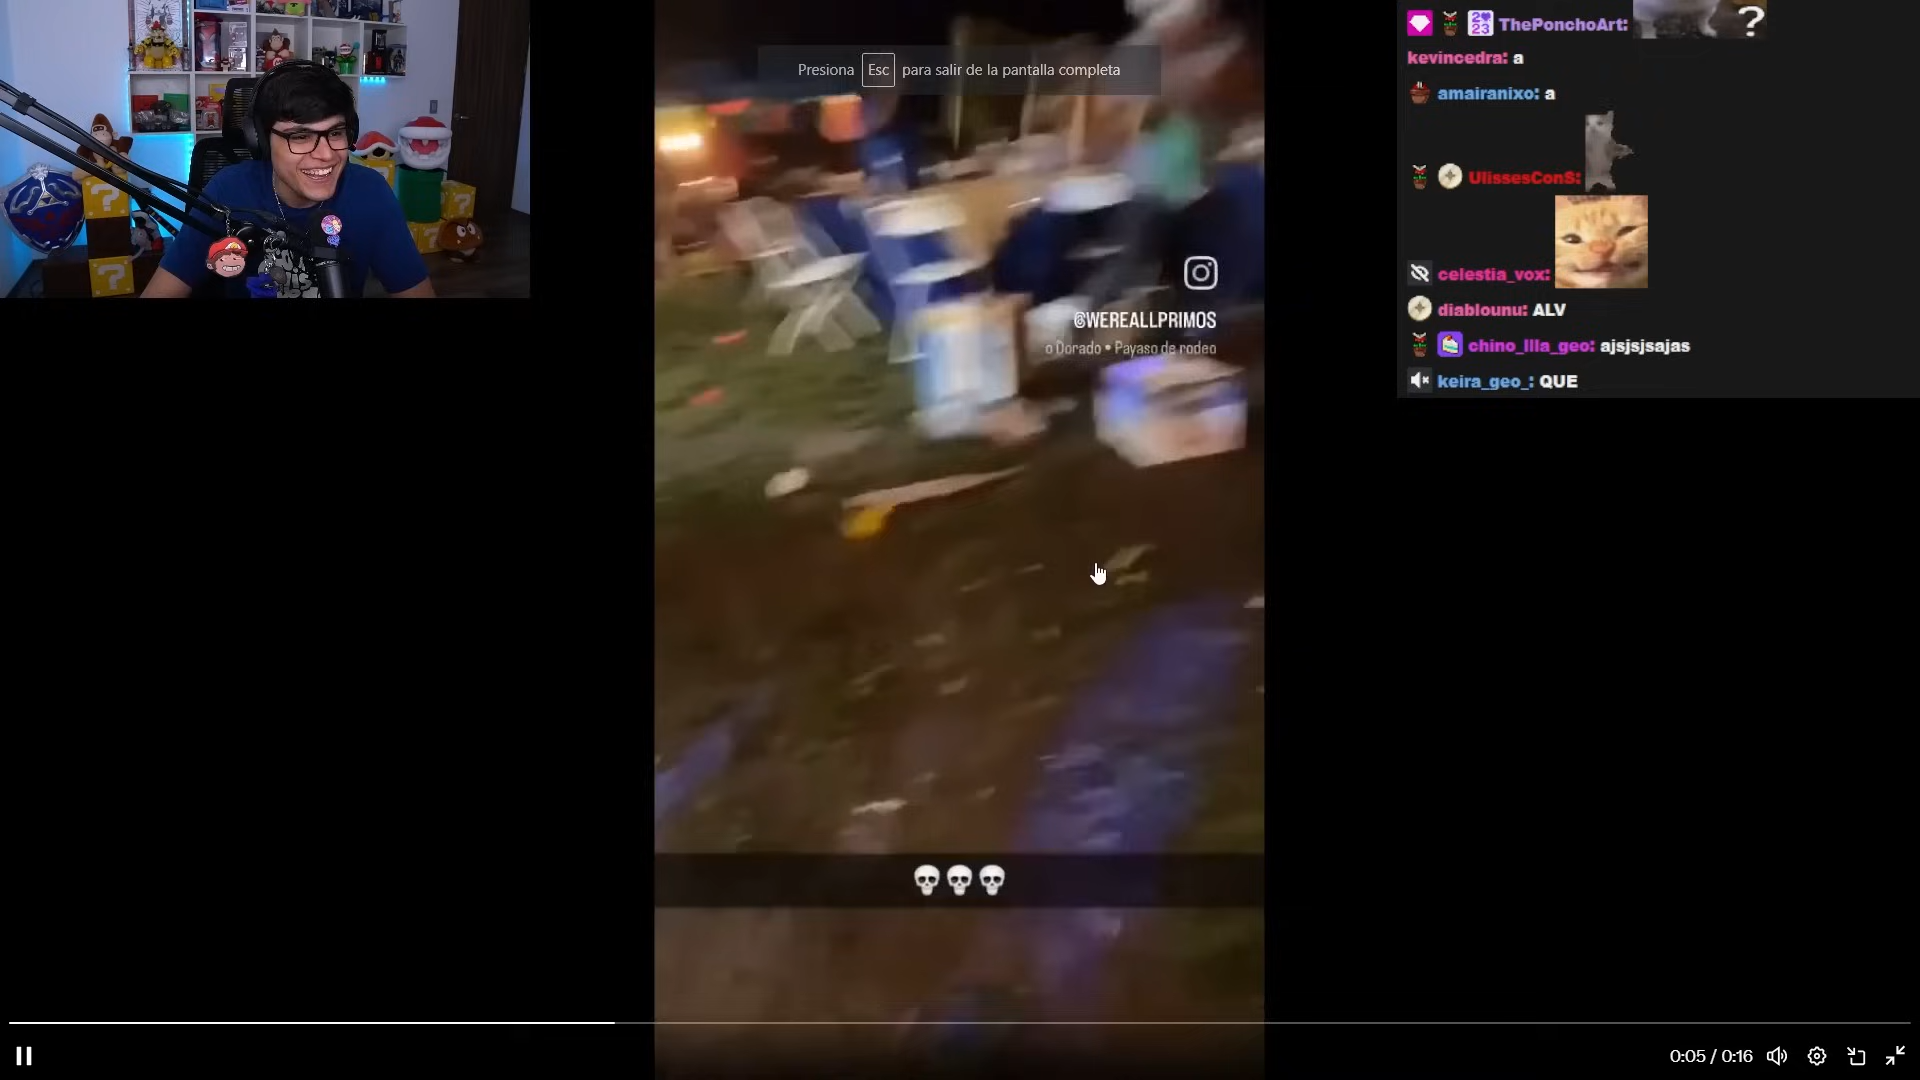 Presiona Esc para salir de la pantalla completa
@WEREALLPRIMOS
o Dorado • Payaso de rodeo
ThePonchoArt: ?
kevincedra: a
amairanixo: a
UlissesConS:
celestia_vox:
diablounu: ALV
chino_llla_geo: ajsjsjsajas
keira_geo_: QUE
0:05 / 0:16